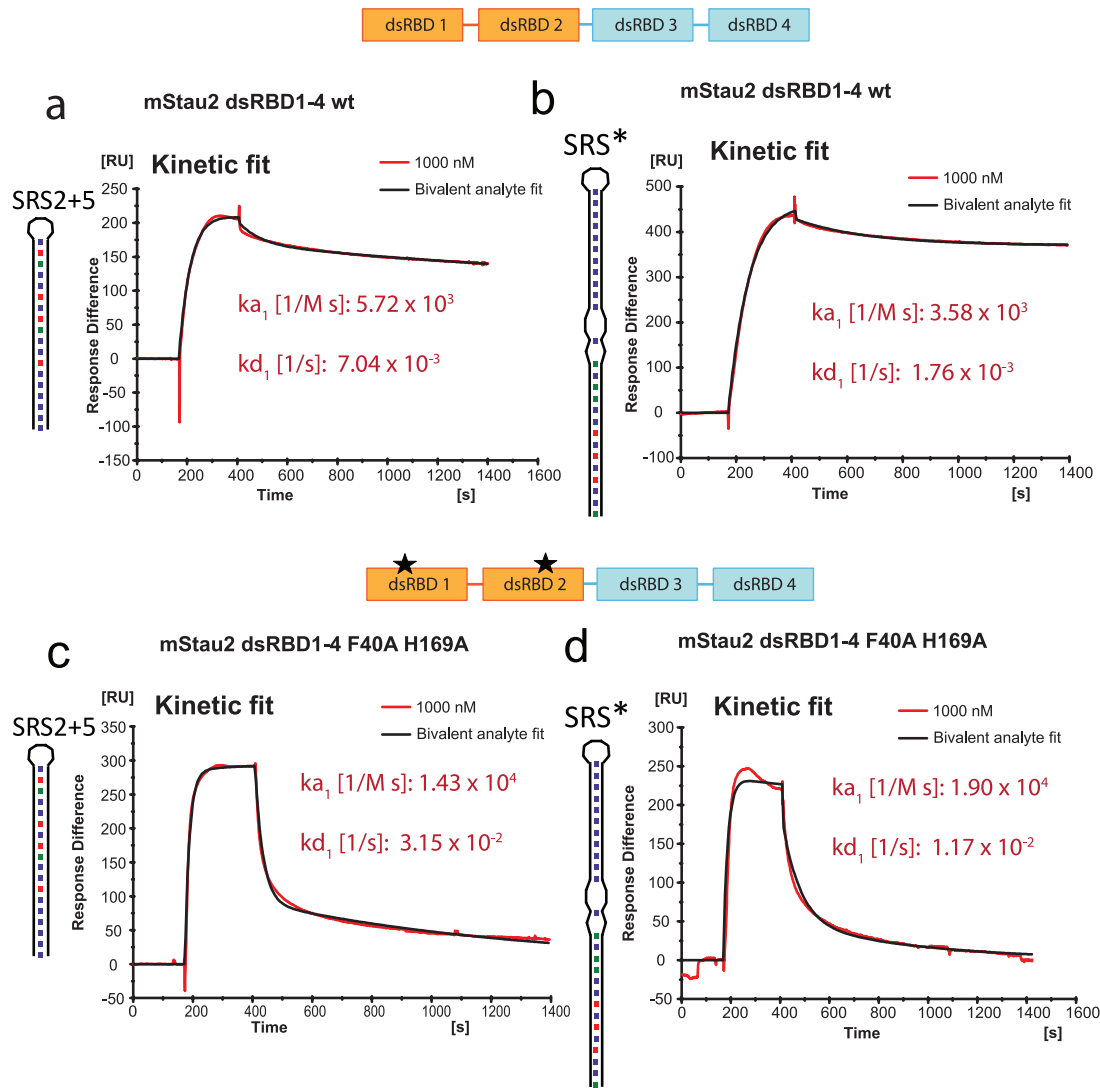 dsRBD 1 dsRBD 2 dsRBD 3 dsRBD 4
a
mStau2 dsRBD1-4 wt
[RU]
Kinetic fit
1000 nM
Bivalent analyte fit
SRS2+5
250
200
150
100
50
0
-50
-100
-150
Response Difference
ka1 [1/M s]: 5.72 x 10³
kd1 [1/s]: 7.04 x 10⁻³
0 200 400 600 800 1000 1200 1400 1600
Time [s]
b
mStau2 dsRBD1-4 wt
SRS*
[RU]
Kinetic fit
1000 nM
Bivalent analyte fit
500
400
300
200
100
0
-100
Response Difference
ka1 [1/M s]: 3.58 x 10³
kd1 [1/s]: 1.76 x 10⁻³
0 200 400 600 800 1000 1200 1400
Time [s]
dsRBD 1 dsRBD 2 dsRBD 3 dsRBD 4
c
mStau2 dsRBD1-4 F40A H169A
[RU]
Kinetic fit
1000 nM
Bivalent analyte fit
SRS2+5
350
300
250
200
150
100
50
0
-50
Response Difference
ka1 [1/M s]: 1.43 x 10⁴
kd1 [1/s]: 3.15 x 10⁻²
0 200 400 600 800 1000 1200 1400
Time [s]
d
mStau2 dsRBD1-4 F40A H169A
SRS*
[RU]
Kinetic fit
1000 nM
Bivalent analyte fit
300
250
200
150
100
50
0
-50
Response Difference
ka1 [1/M s]: 1.90 x 10⁴
kd1 [1/s]: 1.17 x 10⁻²
0 200 400 600 800 1000 1200 1400 1600
Time [s]